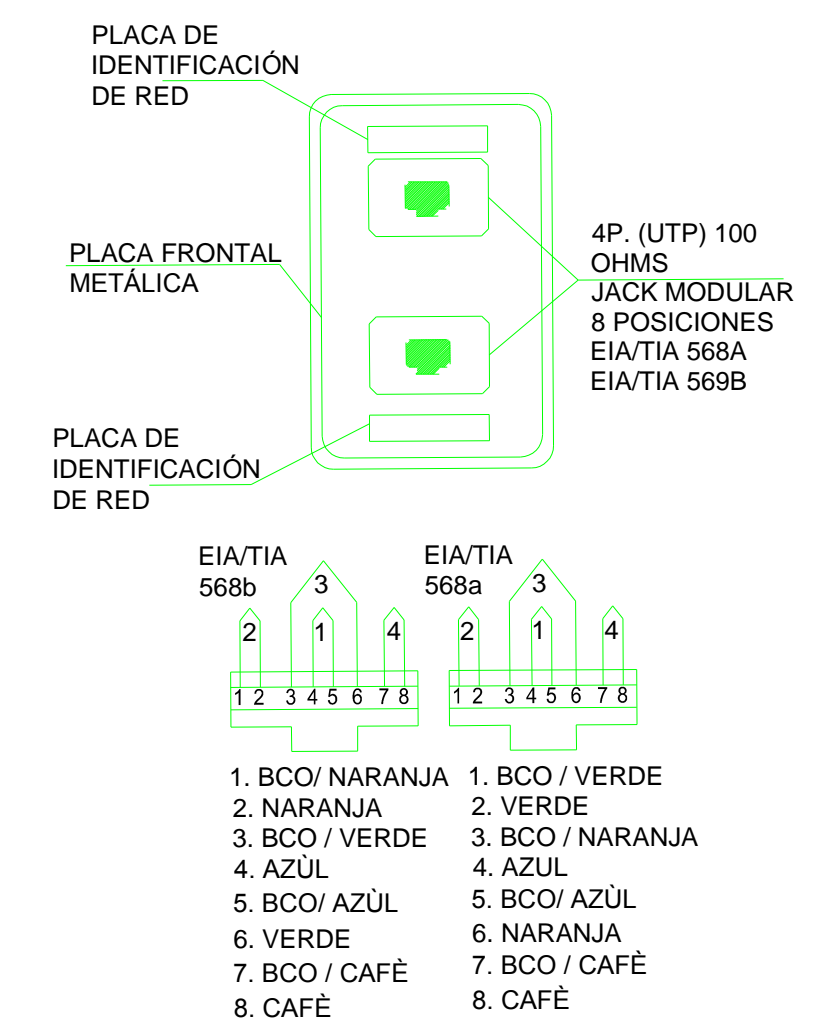 PLACA DE
IDENTIFICACIÓN
DE RED
PLACA FRONTAL
METÁLICA
4P. (UTP) 100
OHMS
JACK MODULAR
8 POSICIONES
EIA/TIA 568A
EIA/TIA 569B
PLACA DE
IDENTIFICACIÓN
DE RED
EIA/TIA
568b
3
2 1 4
1 2 3 4 5 6 7 8
1. BCO/ NARANJA
2. NARANJA
3. BCO / VERDE
4. AZÙL
5. BCO/ AZÙL
6. VERDE
7. BCO / CAFÈ
8. CAFÈ
EIA/TIA
568a
3
2 1 4
1 2 3 4 5 6 7 8
1. BCO / VERDE
2. VERDE
3. BCO / NARANJA
4. AZUL
5. BCO/ AZÙL
6. NARANJA
7. BCO / CAFÈ
8. CAFÈ